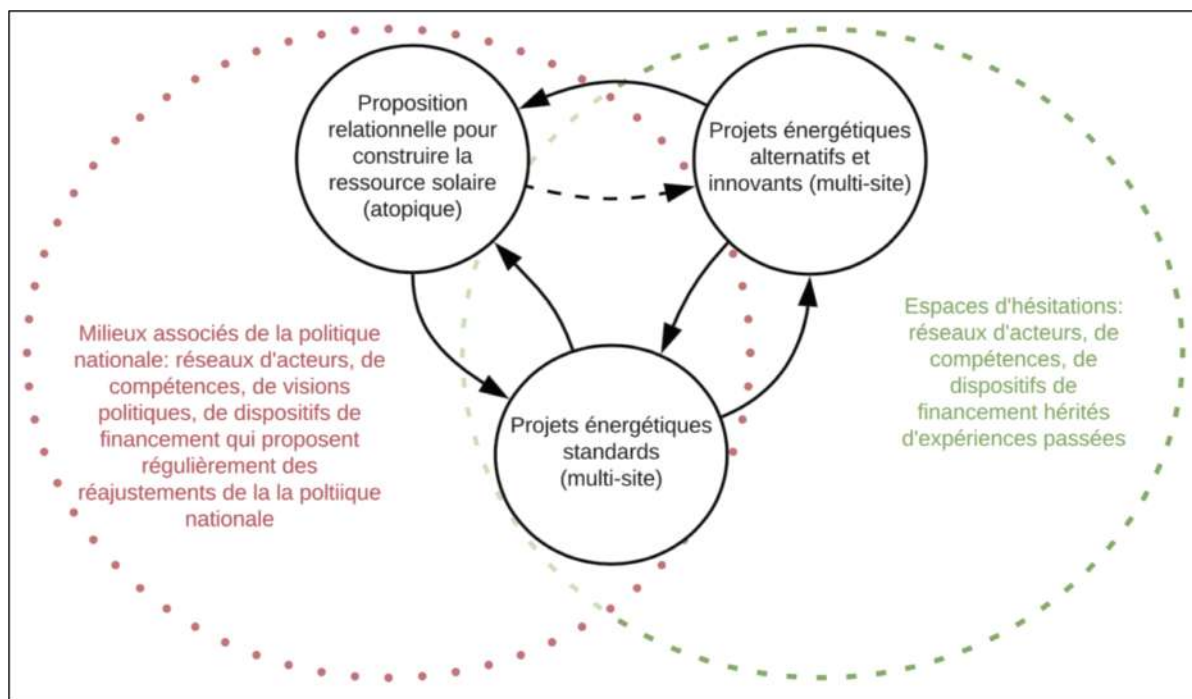 Proposition
relationnelle pour
construire la
ressource solaire
(atopique)
Projets énergétiques
alternatifs et
innovants (multi-site)
Milieux associés de la politique
nationale: réseaux d'acteurs, de
compétences, de visions
politiques, de dispositifs de
financement qui proposent
régulièrement des
réajustements de la la poltiique
nationale
Espaces d'hésitations:
réseaux d'acteurs, de
compétences, de
dispositifs de
financement hérités
d'expériences passées
Projets énergétiques
standards
(multi-site)